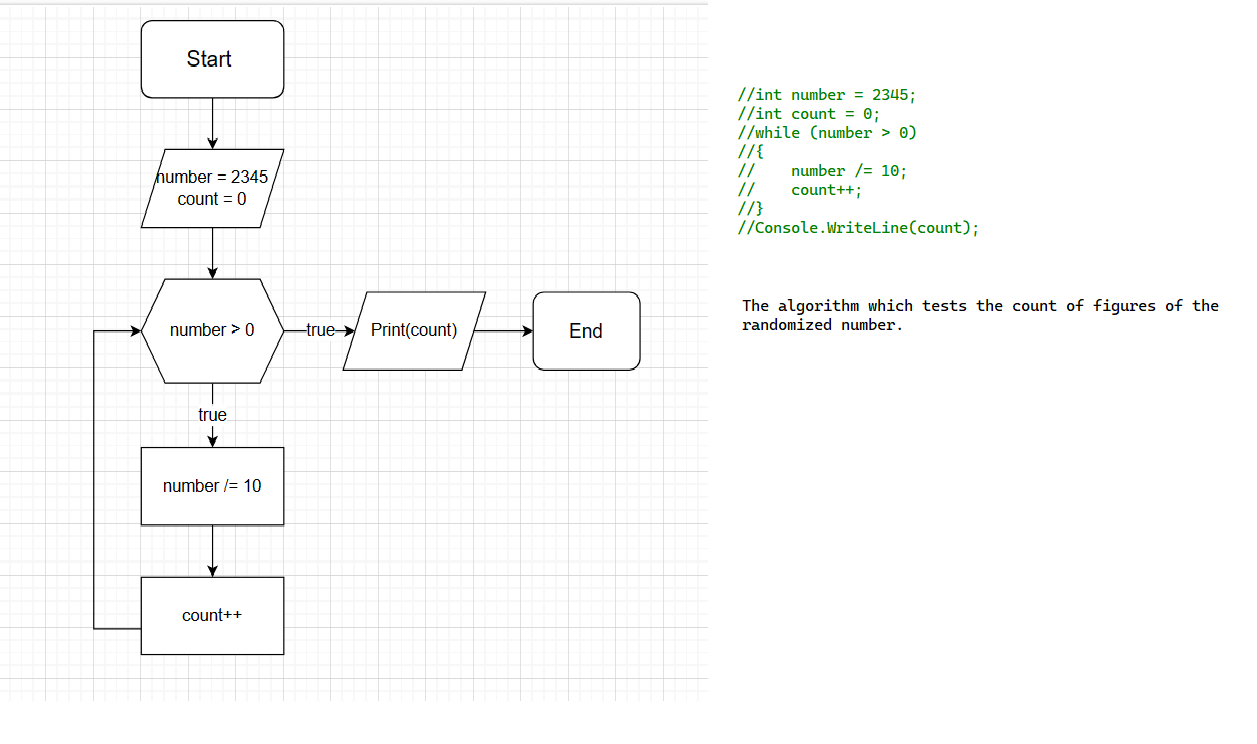 Start
number = 2345
count = 0
number > 0
true
Print(count)
End
true
number /= 10
count++
//int number = 2345;
//int count = 0;
//while (number > 0)
//{
//    number /= 10;
//    count++;
//}
//Console.WriteLine(count);
The algorithm which tests the count of figures of the
randomized number.